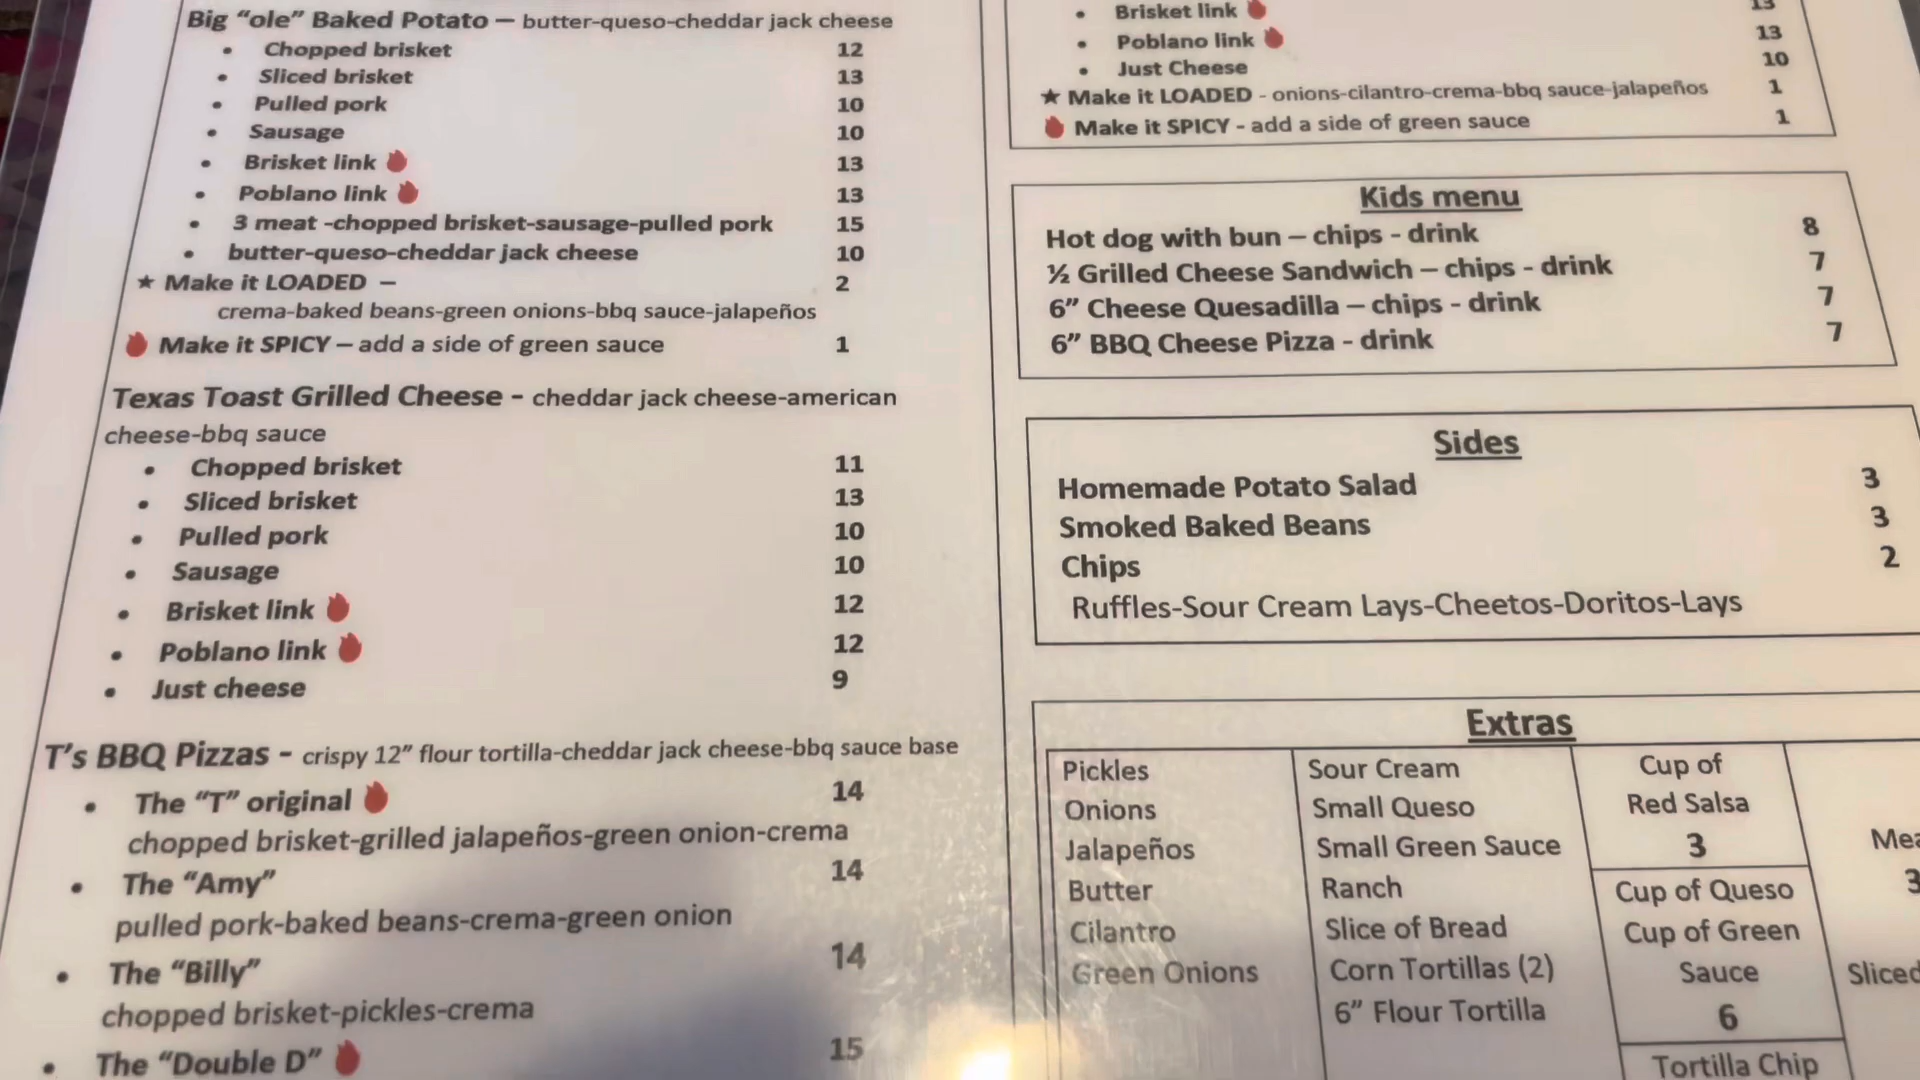 Big “ole” Baked Potato – butter-queso-cheddar jack cheese
• Chopped brisket 12
• Sliced brisket 13
• Pulled pork 10
• Sausage 10
• Brisket link 13
• Poblano link 13
• 3 meat -chopped brisket-sausage-pulled pork 15
• butter-queso-cheddar jack cheese 10
★ Make it LOADED – 2
crema-baked beans-green onions-bbq sauce-jalapeños
Make it SPICY – add a side of green sauce 1
Texas Toast Grilled Cheese - cheddar jack cheese-american
cheese-bbq sauce
• Chopped brisket 11
• Sliced brisket 13
• Pulled pork 10
• Sausage 10
• Brisket link 12
• Poblano link 12
• Just cheese 9
T’s BBQ Pizzas - crispy 12” flour tortilla-cheddar jack cheese-bbq sauce base
• The “T” original 14
chopped brisket-grilled jalapeños-green onion-crema
• The “Amy” 14
pulled pork-baked beans-crema-green onion
• The “Billy” 14
chopped brisket-pickles-crema
• The “Double D” 15
• Brisket link 13
• Poblano link 13
• Just Cheese 10
★ Make it LOADED - onions-cilantro-crema-bbq sauce-jalapeños 1
Make it SPICY - add a side of green sauce 1
Kids menu
Hot dog with bun – chips - drink 8
½ Grilled Cheese Sandwich – chips - drink 7
6” Cheese Quesadilla – chips - drink 7
6” BBQ Cheese Pizza - drink 7
Sides
Homemade Potato Salad 3
Smoked Baked Beans 3
Chips 2
Ruffles-Sour Cream Lays-Cheetos-Doritos-Lays
Extras
Pickles
Onions
Jalapeños
Butter
Cilantro
Green Onions
Sour Cream
Small Queso
Small Green Sauce
Ranch
Slice of Bread
Corn Tortillas (2)
6” Flour Tortilla
Cup of
Red Salsa
3
Cup of Queso
Cup of Green
Sauce
6
Tortilla Chip
3
Sliced